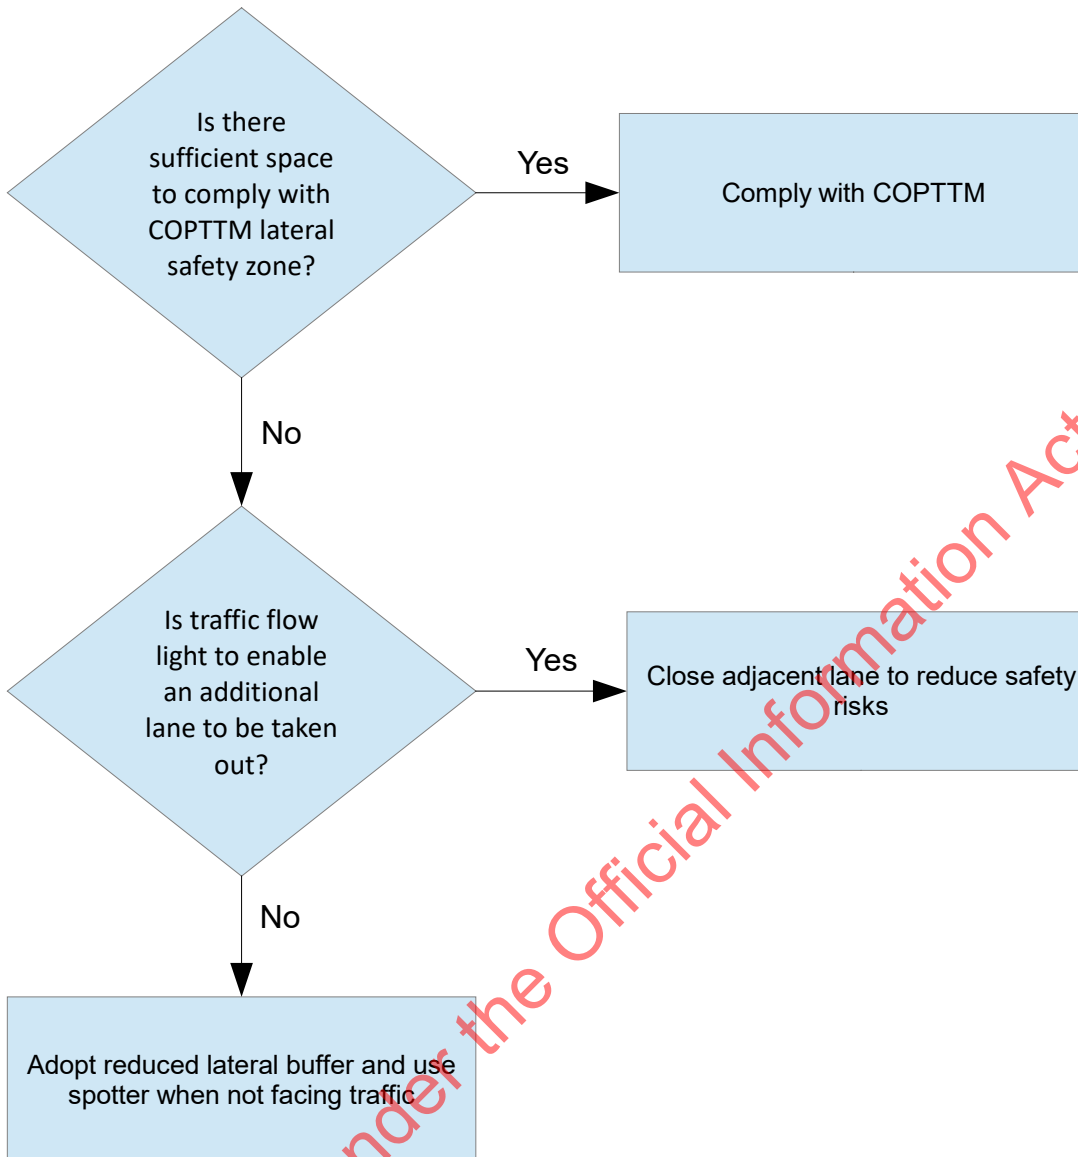 Is there
sufficient space
to comply with
COPTTM lateral
safety zone?
Yes
Comply with COPTTM
No
Is traffic flow
light to enable
an additional
lane to be taken
out?
Yes
Close adjacent lane to reduce safety
risks
No
Adopt reduced lateral buffer and use
spotter when not facing traffic
nder the Official Information Act